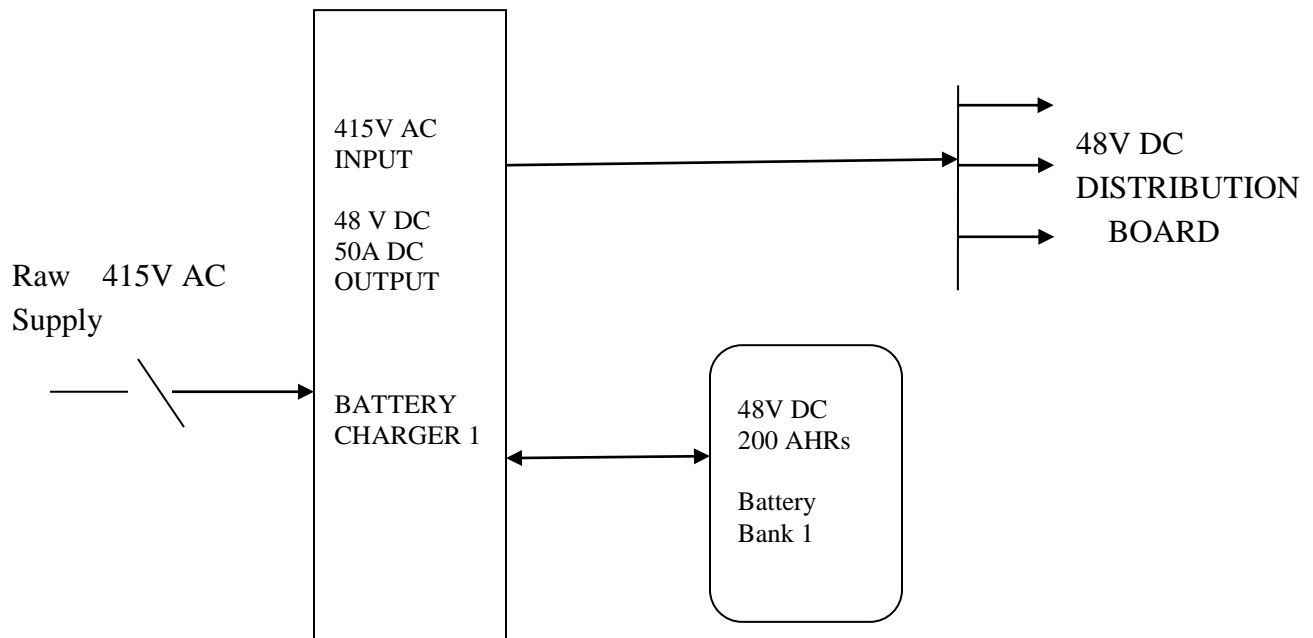 Raw 415V AC
Supply
415V AC
INPUT
48 V DC
50A DC
OUTPUT
BATTERY
CHARGER 1
48V DC
DISTRIBUTION
BOARD
48V DC
200 AHRs
Battery
Bank 1